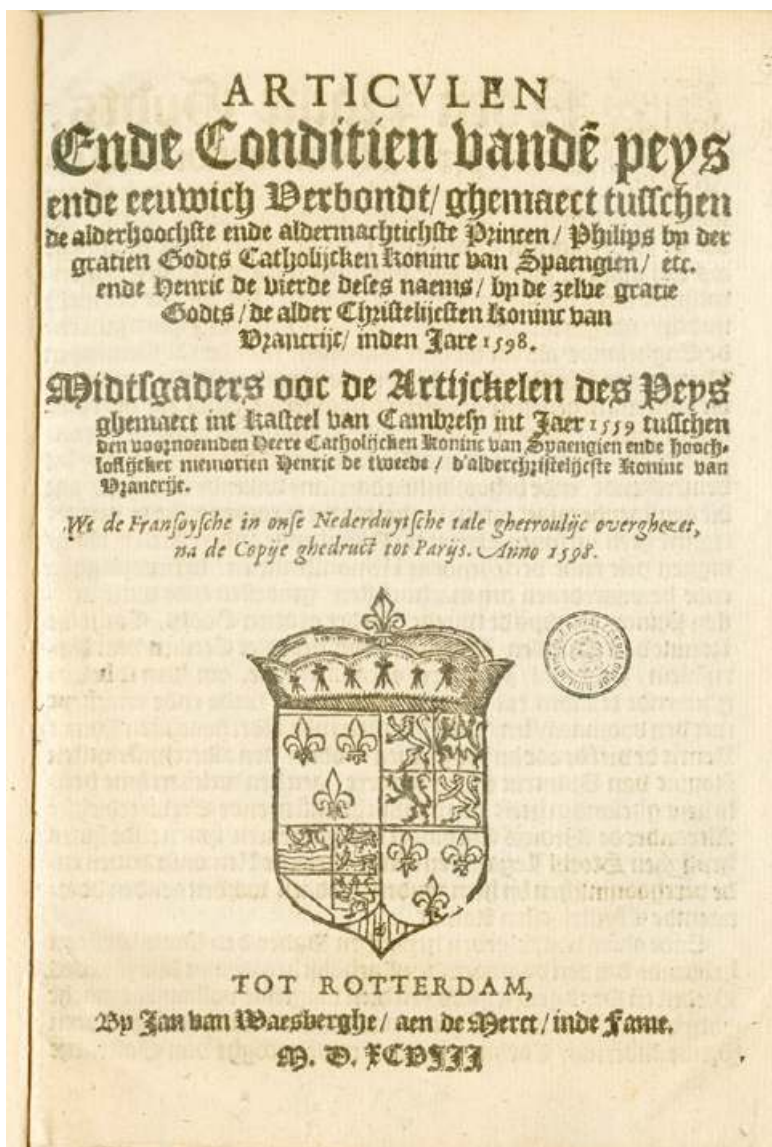 ARTICVLEN
Ende Conditien vandẽ peys
ende eeuwich Verbondt/ ghemaect tusschen
de alderhoochste ende aldermachtichste Princen/ Philips by der
gratien Godts Catholijcken Koninc van Spaengien/ etc.
ende Henric de vierde deses naems/ by de zelve gratie
Godts/ de alder Christelijcsten Koninc van
Vrancrijc/ inden Jare 1598.
Midtsgaders ooc de Artijckelen des Peys
ghemaect int Kasteel van Cambresy int Jaer 1559 tusschen
den voornoemden Heere Catholijcken Koninc van Spaengien ende hooch-
loflijcker memorien Henric de tweede/ d'alderchristelijcste Koninc van
Vrancrijc.
Wt de Fransoysche in onse Nederduytsche tale ghetroulijc overghezet,
na de Copije ghedruct tot Parijs. Anno 1598.
TOT ROTTERDAM,
By Jan van Waesberghe/ aen de Merct/ inde Fame.
M. D. XCVIII